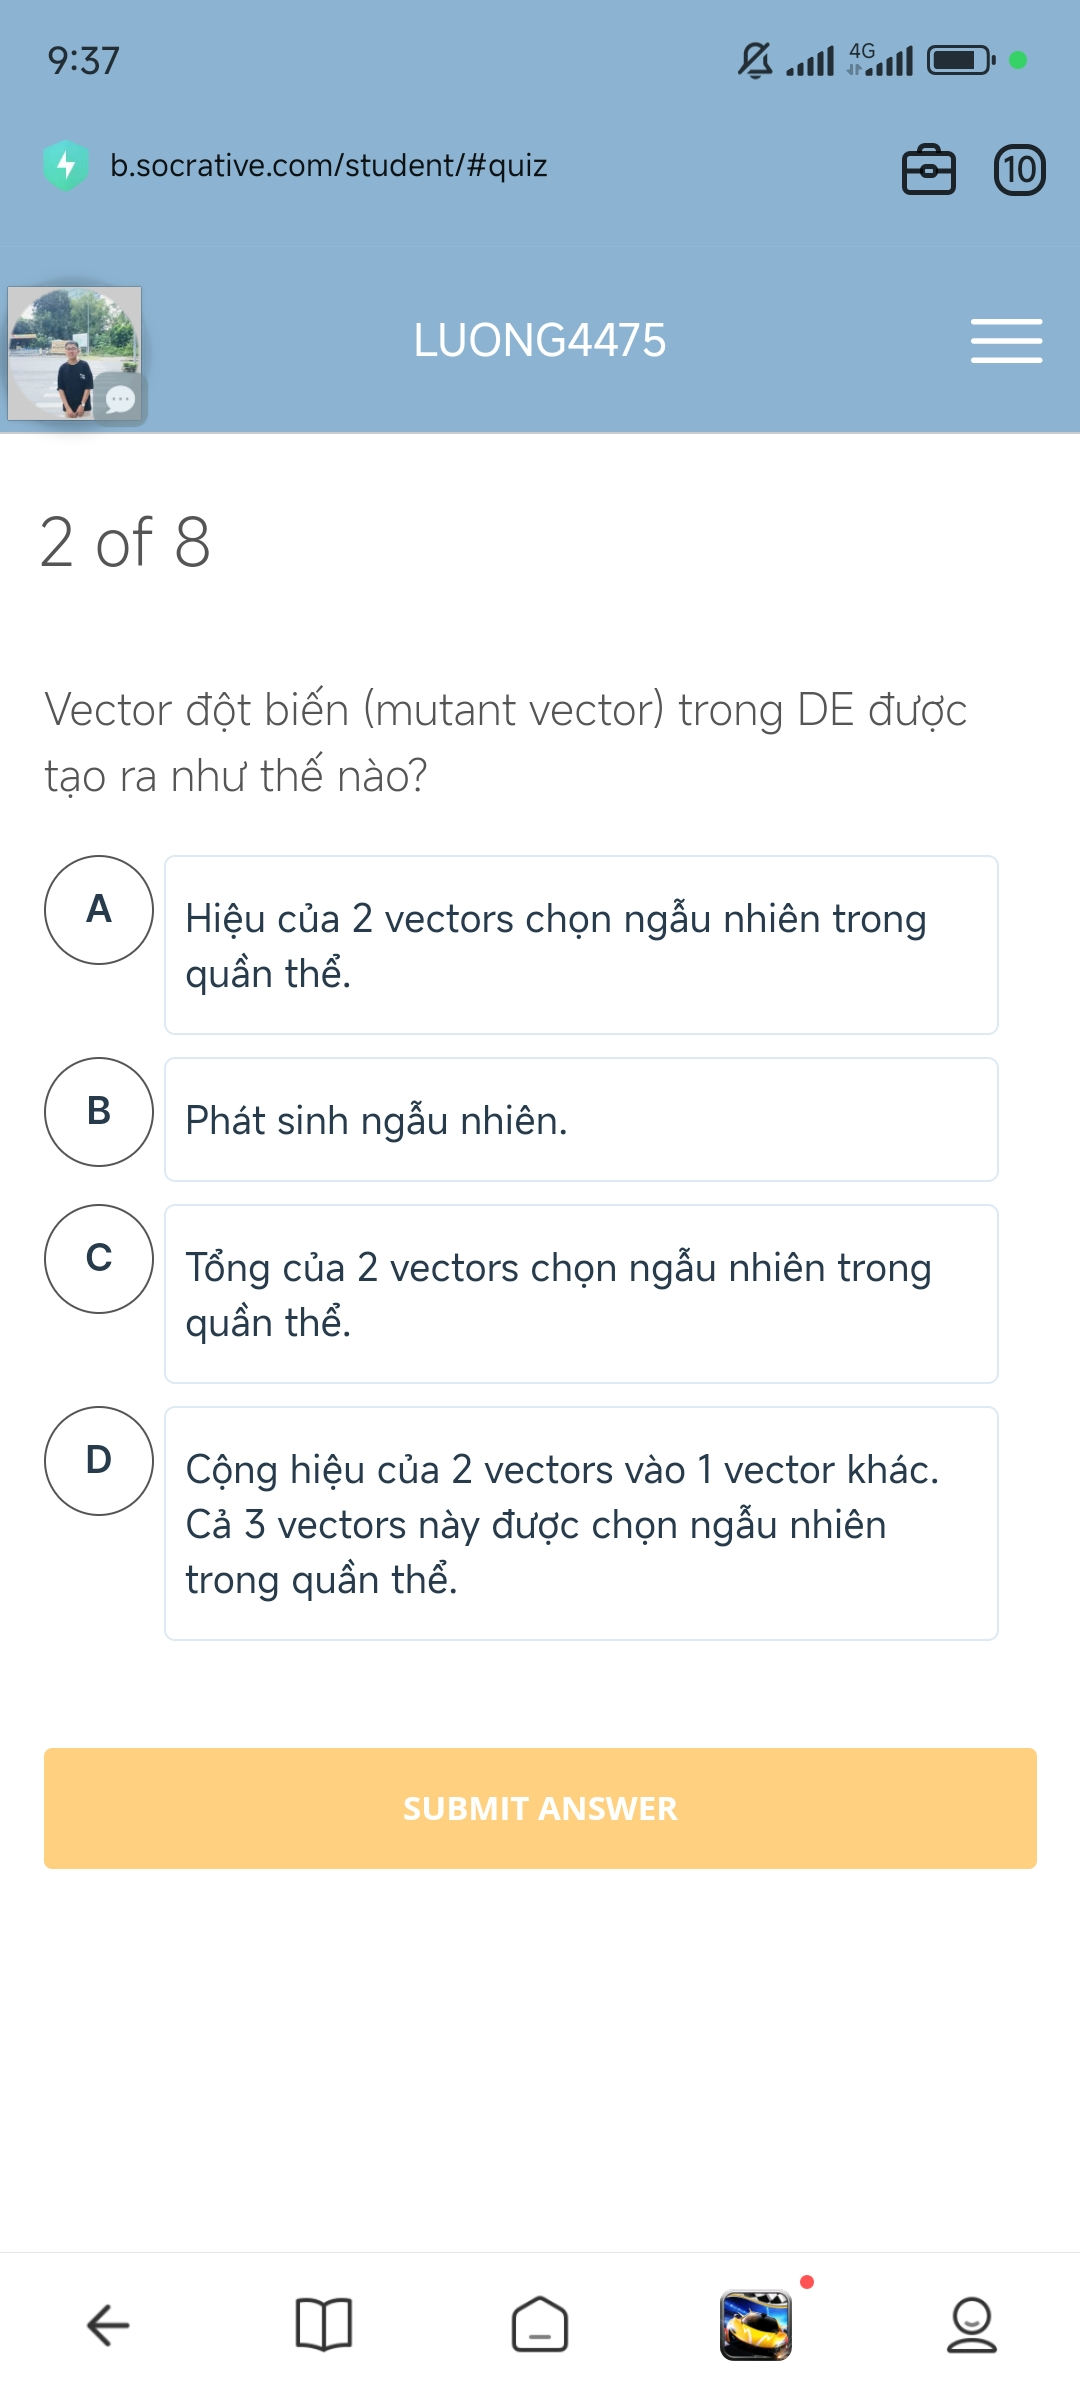 9:37
4G
b.socrative.com/student/#quiz
10
LUONG4475
2 of 8
Vector đột biến (mutant vector) trong DE được
tạo ra như thế nào?
A
Hiệu của 2 vectors chọn ngẫu nhiên trong
quần thể.
B
Phát sinh ngẫu nhiên.
C
Tổng của 2 vectors chọn ngẫu nhiên trong
quần thể.
D
Cộng hiệu của 2 vectors vào 1 vector khác.
Cả 3 vectors này được chọn ngẫu nhiên
trong quần thể.
SUBMIT ANSWER